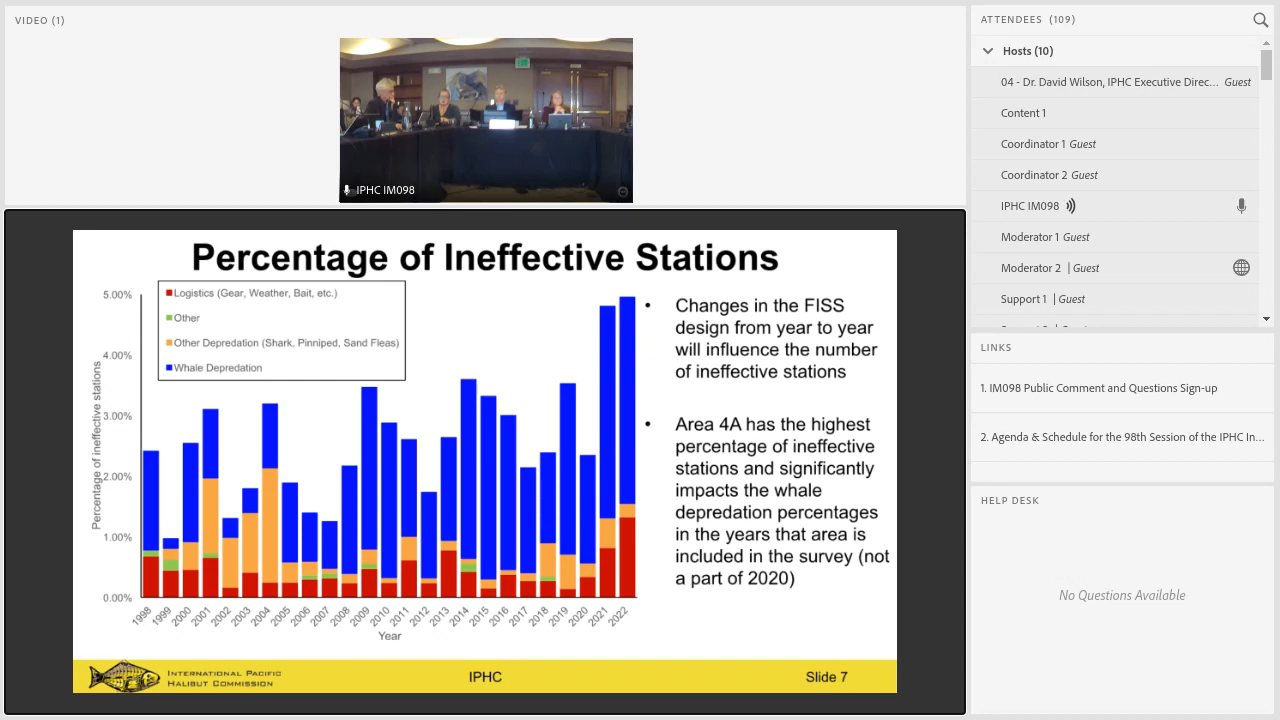 VIDEO (1)
IPHC IM098
Percentage of Ineffective Stations
Logistics (Gear, Weather, Bait, etc.)
Other
Other Depredation (Shark, Pinniped, Sand Fleas)
Whale Depredation
5.00%
4.00%
3.00%
2.00%
1.00%
0.00%
Percentage of ineffective stations
1998
1999
2000
2001
2002
2003
2004
2005
2006
2007
2008
2009
2010
2011
2012
2013
2014
2015
2016
2017
2018
2019
2020
2021
2022
Year
• Changes in the FISS
design from year to year
will influence the number
of ineffective stations
• Area 4A has the highest
percentage of ineffective
stations and significantly
impacts the whale
depredation percentages
in the years that area is
included in the survey (not
a part of 2020)
INTERNATIONAL PACIFIC
HALIBUT COMMISSION
IPHC
Slide 7
ATTENDEES (109)
Hosts (10)
04 - Dr. David Wilson, IPHC Executive Direc... Guest
Content 1
Coordinator 1 Guest
Coordinator 2 Guest
IPHC IM098
Moderator 1 Guest
Moderator 2 | Guest
Support 1 | Guest
LINKS
1. IM098 Public Comment and Questions Sign-up
2. Agenda & Schedule for the 98th Session of the IPHC In...
HELP DESK
No Questions Available